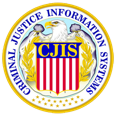 CRIMINAL JUSTICE INFORMATION SYSTEMS
CJIS